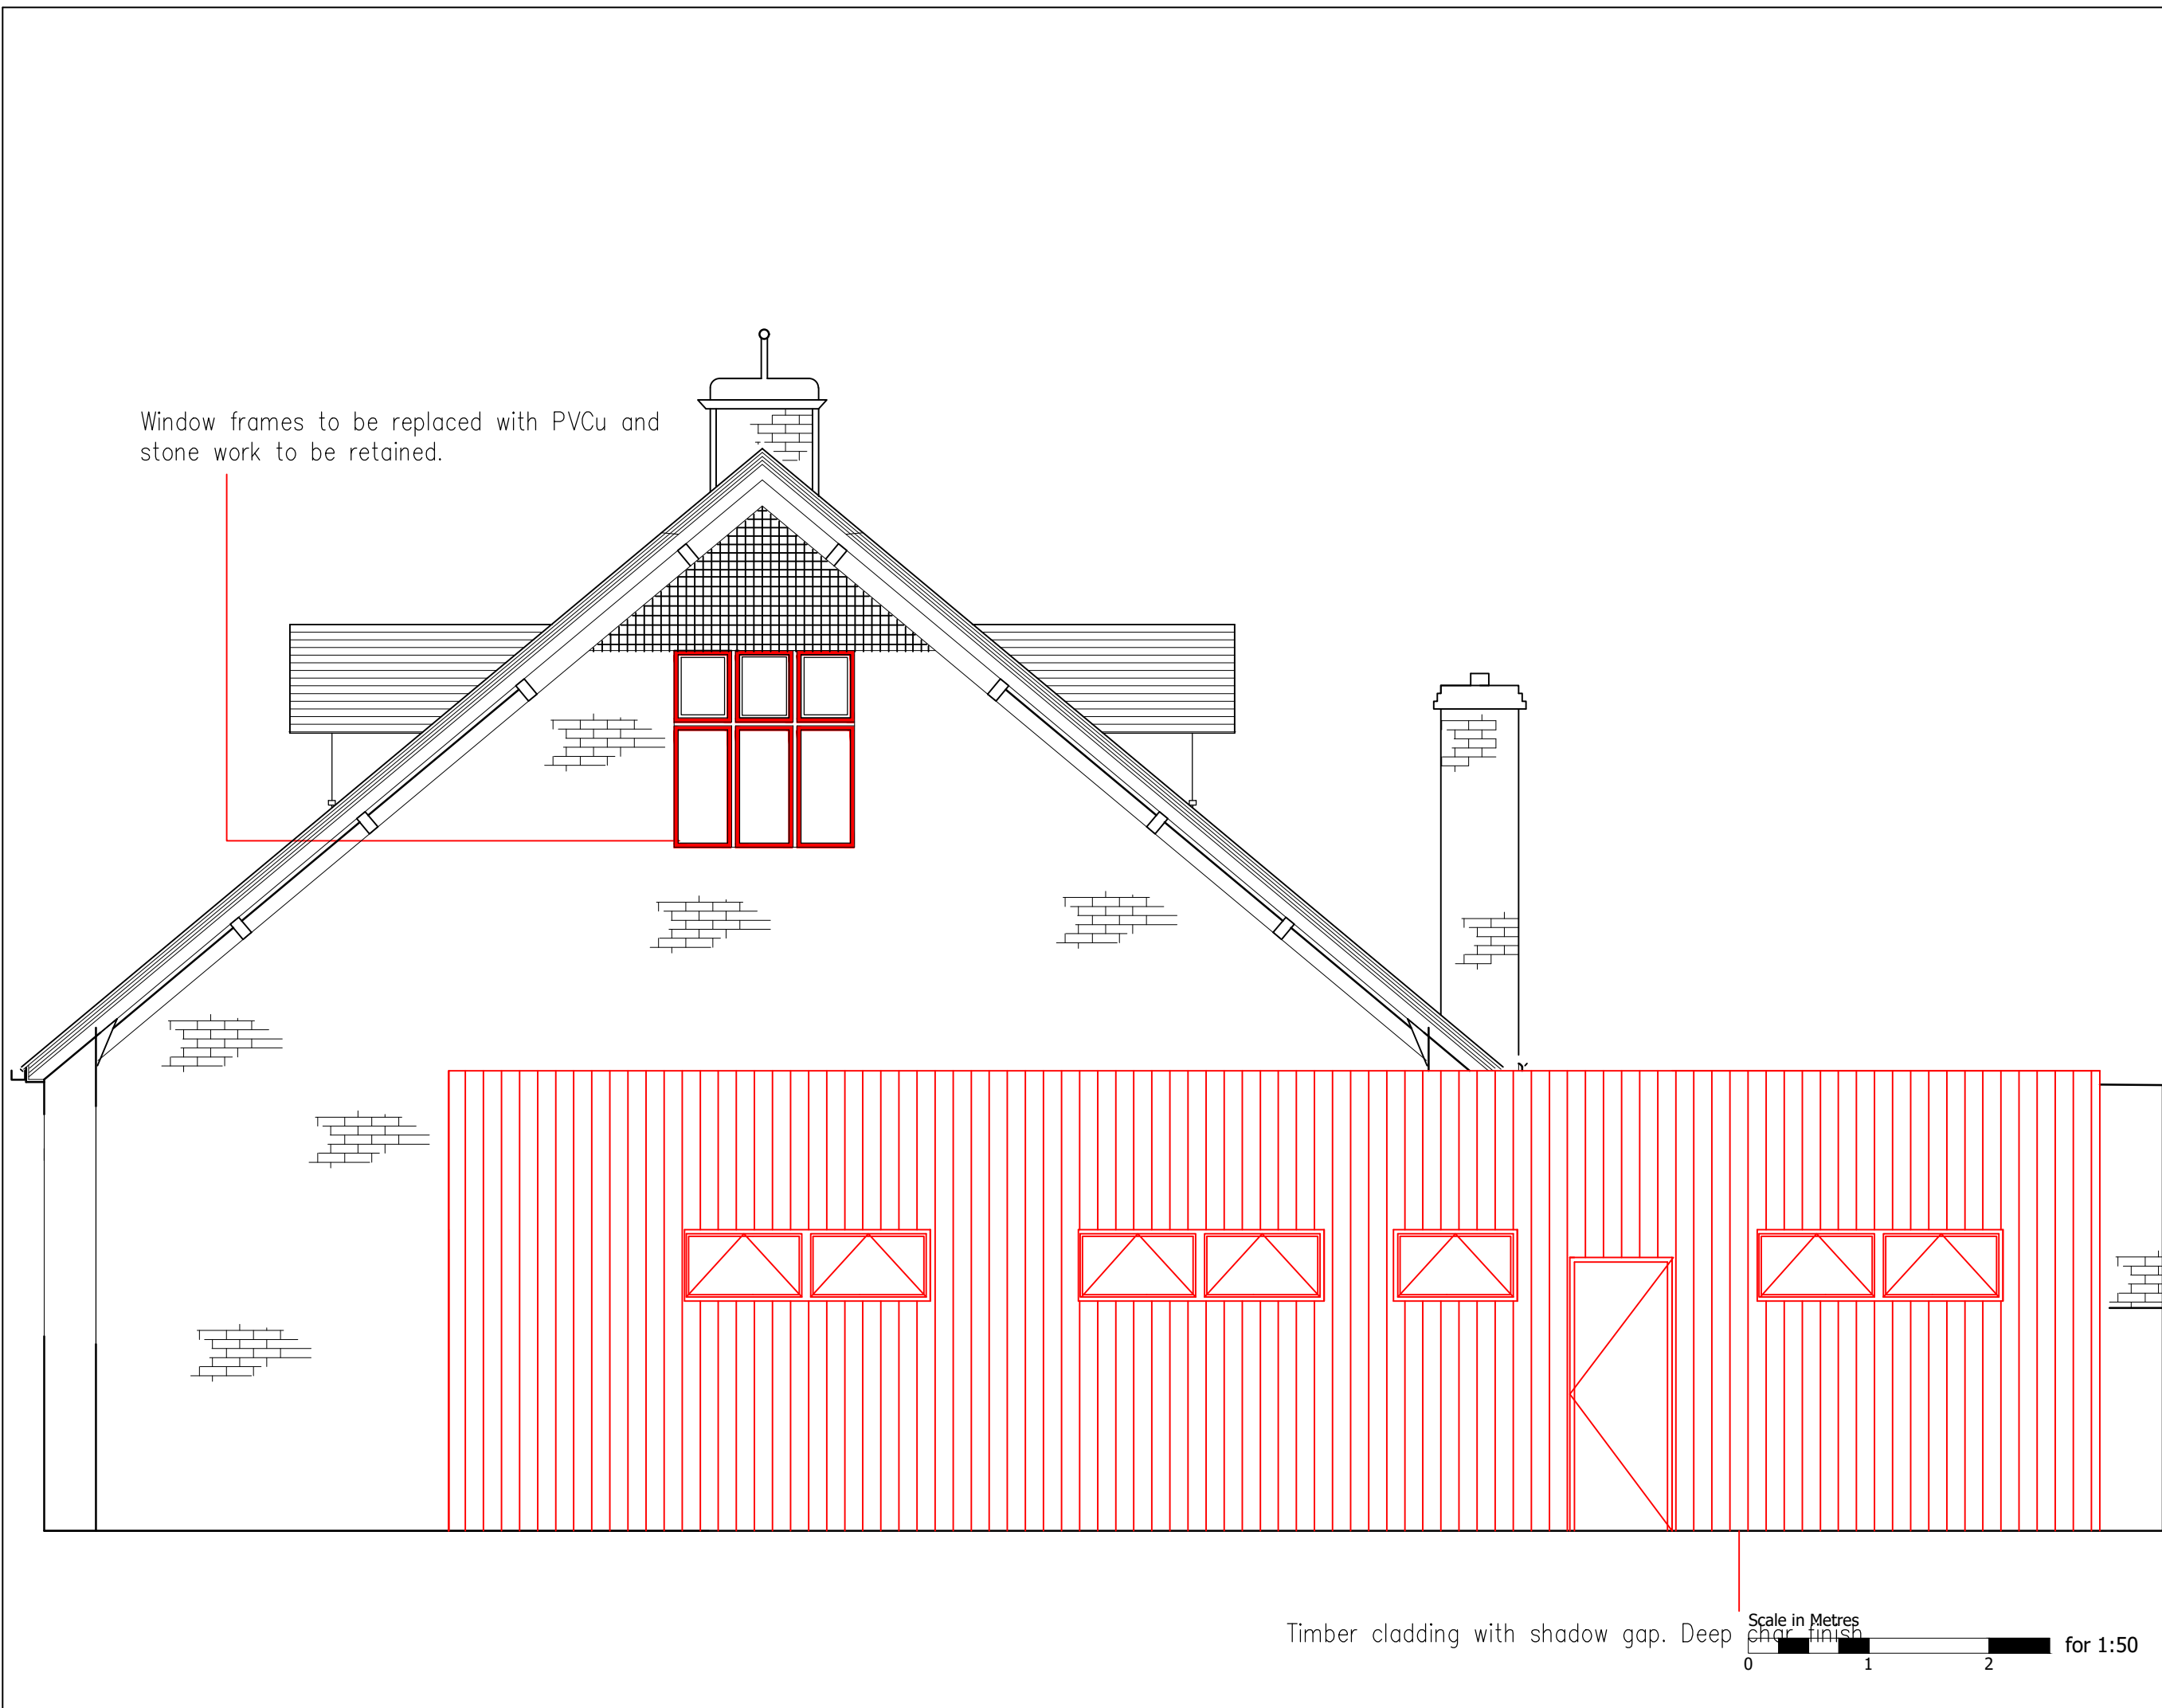 Window frames to be replaced with PVCu and
stone work to be retained.
Scale in Metres
Timber cladding with shadow gap. Deep char finish
for 1:50
0 1 2